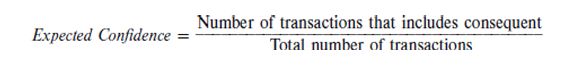 Expected Confidence = Number of transactions that includes consequent
Total number of transactions